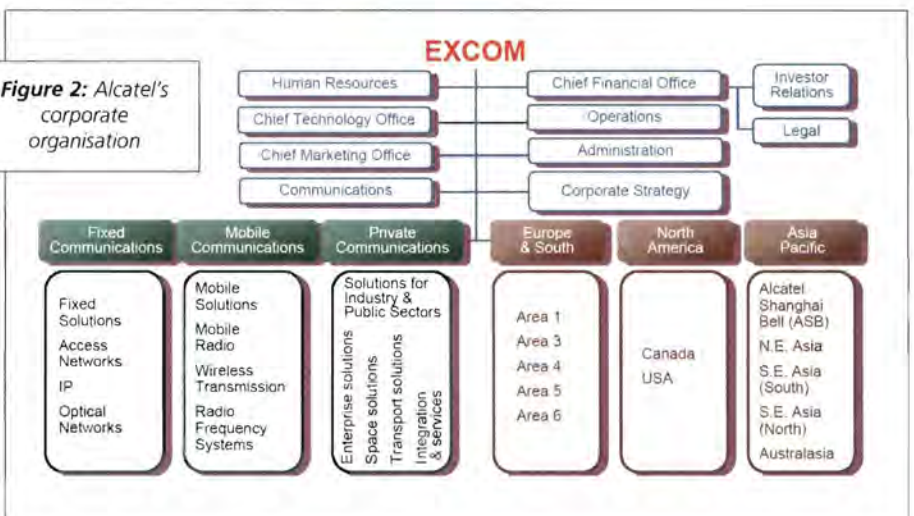 EXCOM
Figure 2: Alcatel's
corporate
organisation
Human Resources
Chief Financial Office
Investor
Relations
Chief Technology Office
Operations
Legal
Chief Marketing Office
Administration
Communications
Corporate Strategy
Fixed
Communications
Mobile
Communications
Private
Communications
Europe
& South
North
America
Asia
Pacific
Fixed
Solutions
Access
Networks
IP
Optical
Networks
Mobile
Solutions
Mobile
Radio
Wireless
Transmission
Radio
Frequency
Systems
Solutions for
Industry &
Public Sectors
Enterprise solutions
Space solutions
Transport solutions
Integration
& services
Area 1
Area 3
Area 4
Area 5
Area 6
Canada
USA
Alcatel
Shanghai
Bell (ASB)
N.E. Asia
S.E. Asia
(South)
S.E. Asia
(North)
Australasia